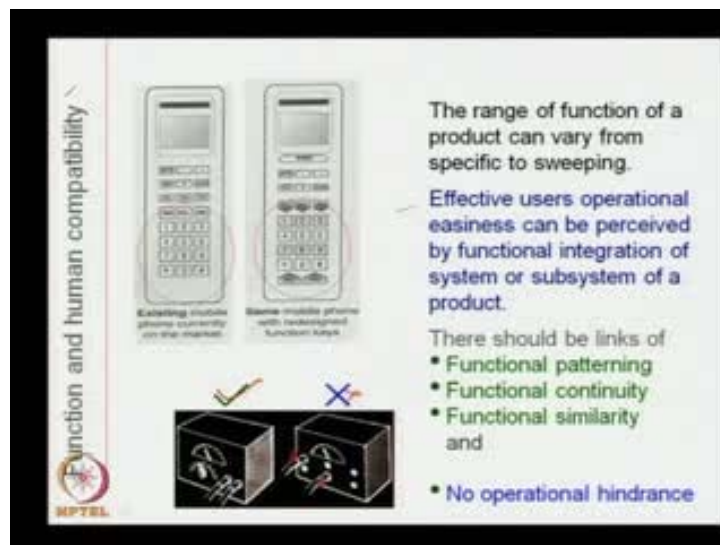 Function and human compatibility
The range of function of a
product can vary from
specific to sweeping.
Effective users operational
easiness can be perceived
by functional integration of
system or subsystem of a
product.
There should be links of
• Functional patterning
• Functional continuity
• Functional similarity
and
• No operational hindrance
Existing mobile
phone currently
on the market
Same mobile phone
with redesigned
function keys
NPTEL